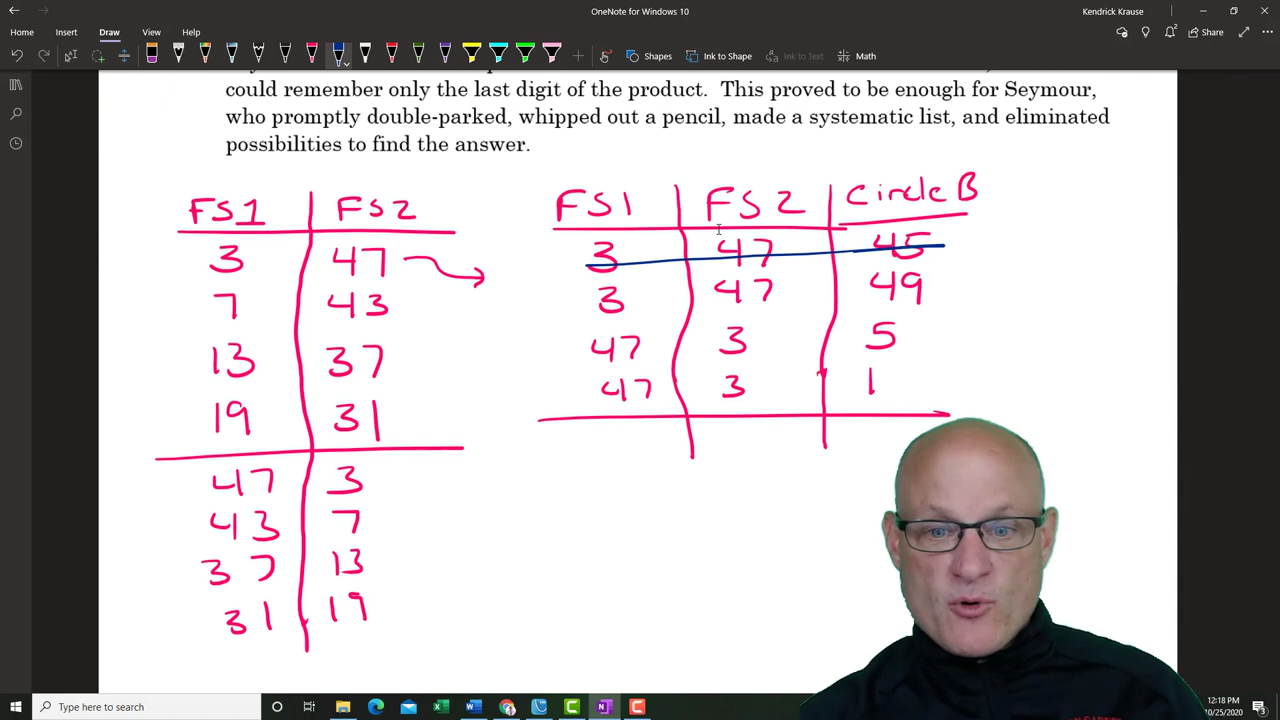 OneNote for Windows 10
Kendrick Krause
Home Insert Draw View Help
Share
Shapes Ink to Shape Ink to Text Math
could remember only the last digit of the product. This proved to be enough for Seymour,
who promptly double-parked, whipped out a pencil, made a systematic list, and eliminated
possibilities to find the answer.
FS1 FS2
3 47
7 43
13 37
19 31
47 3
43 7
37 13
31 19
FS1 FS2 Circle B
3 47 45
3 47 49
47 3 5
47 3 1
Type here to search
12:18 PM
10/25/2020